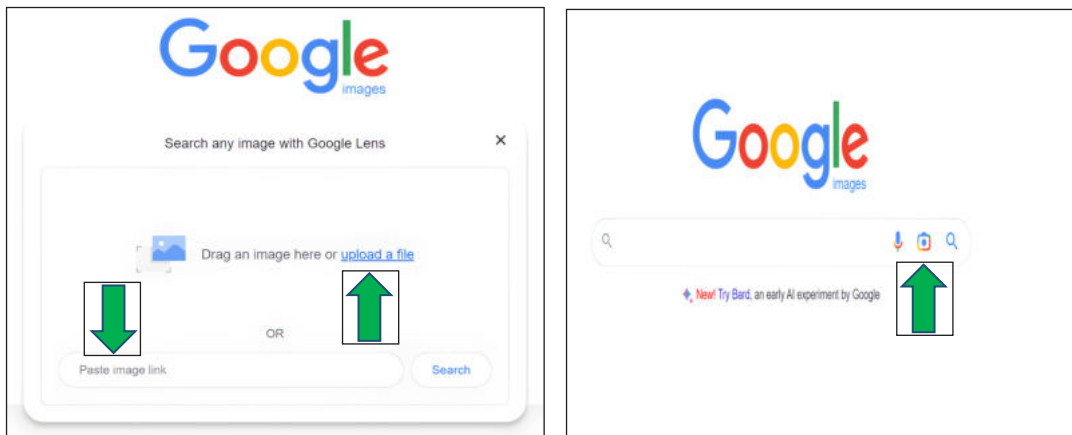 Google
images
Search any image with Google Lens
Drag an image here or upload a file
OR
Paste image link
Search
Google
images
New! Try Bard, an early AI experiment by Google